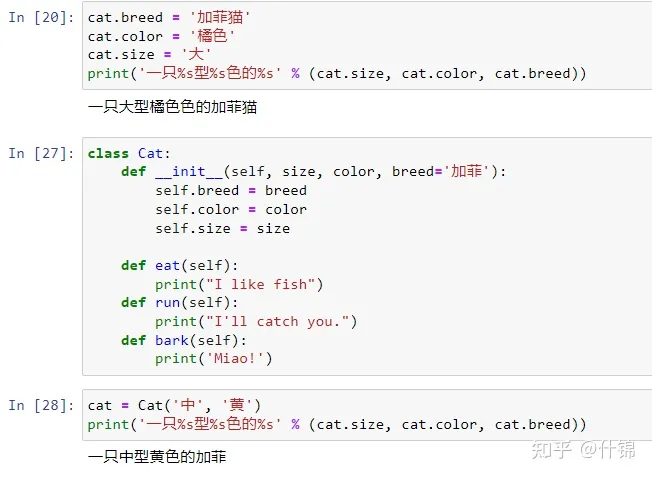 In [20]: cat.breed = '加菲猫'
cat.color = '橘色'
cat.size = '大'
print('一只%s型%s色的%s' % (cat.size, cat.color, cat.breed))
一只大型橘色色的加菲猫
In [27]: class Cat:
    def __init__(self, size, color, breed='加菲'):
        self.breed = breed
        self.color = color
        self.size = size
    def eat(self):
        print("I like fish")
    def run(self):
        print("I'll catch you.")
    def bark(self):
        print('Miao!')
In [28]: cat = Cat('中', '黄')
print('一只%s型%s色的%s' % (cat.size, cat.color, cat.breed))
一只中型黄色的加菲
知乎 @什锦